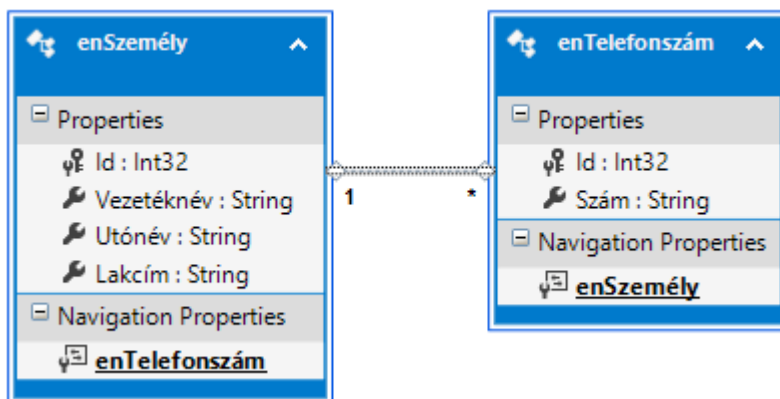 enSzemély
Properties
Id : Int32
Vezetéknév : String
Utónév : String
Lakcím : String
Navigation Properties
enTelefonszám
1
*
enTelefonszám
Properties
Id : Int32
Szám : String
Navigation Properties
enSzemély